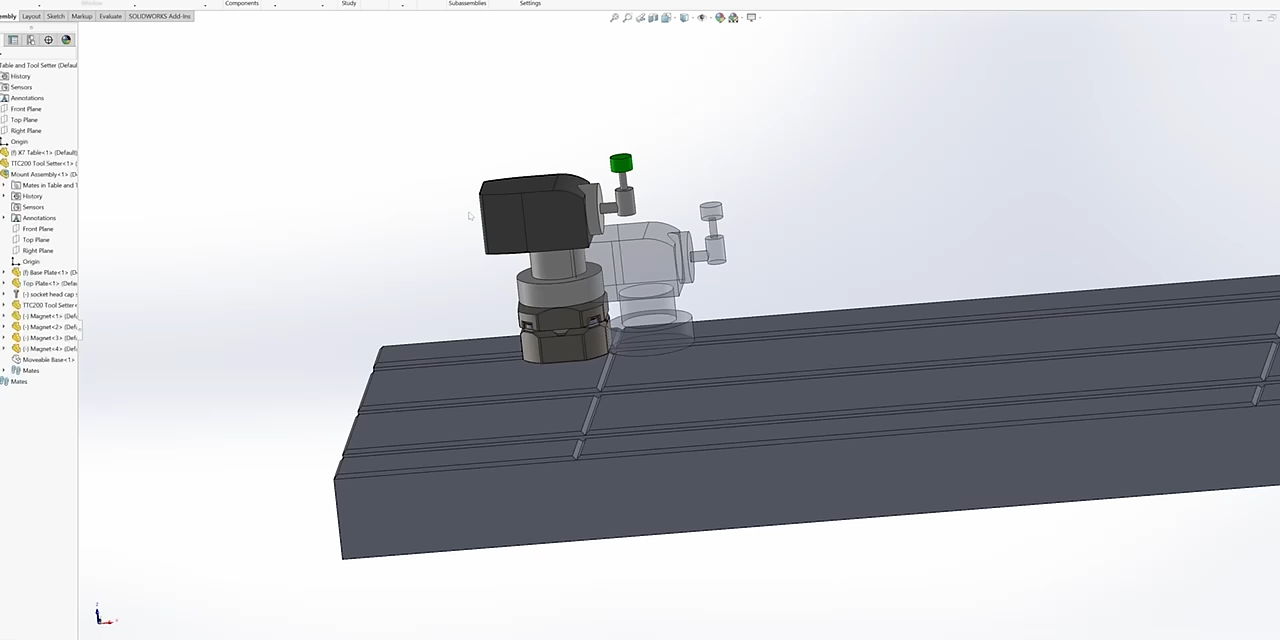 Components
Study
Subassemblies
Settings
Layout
Sketch
Markup
Evaluate
SOLIDWORKS Add-Ins
Table and Tool Setter (Defaul
History
Sensors
Annotations
Front Plane
Top Plane
Right Plane
Origin
(f) X7 Table<1> (Default)
TTC200 Tool Setter<1> (
Mount Assembly<1> (D
Mates in Table and T
History
Sensors
Annotations
Front Plane
Top Plane
Right Plane
Origin
(f) Base Plate<1> (D
Top Plate<1> (Def
(-) socket head cap s
TTC200 Tool Setter<
(-) Magnet<1> (Def
(-) Magnet<2> (Def
(-) Magnet<3> (Def
(-) Magnet<4> (Def
Moveable Base<1>
Mates
Mates